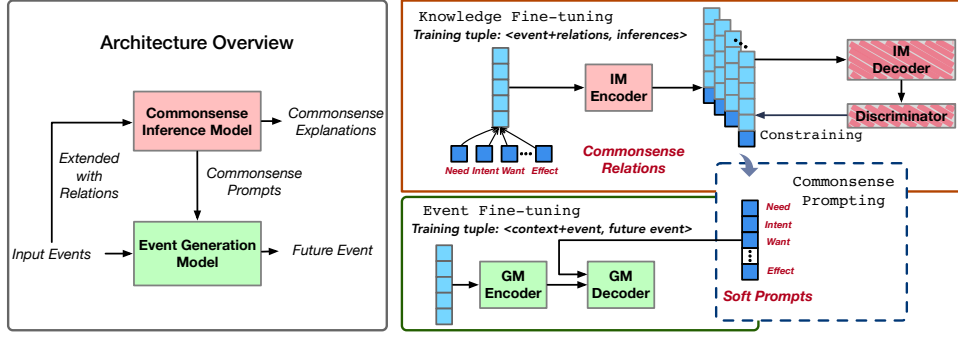 Architecture Overview
Commonsense
Inference Model
Commonsense
Explanations
Extended
with
Relations
Commonsense
Prompts
Input Events
Event Generation
Model
Future Event
Knowledge Fine-tuning
Training tuple: <event+relations, inferences>
IM
Encoder
IM
Decoder
Discriminator
Constraining
Need Intent Want Effect
Commonsense
Relations
Commonsense
Prompting
Need
Intent
Want
Effect
Soft Prompts
Event Fine-tuning
Training tuple: <context+event, future event>
GM
Encoder
GM
Decoder